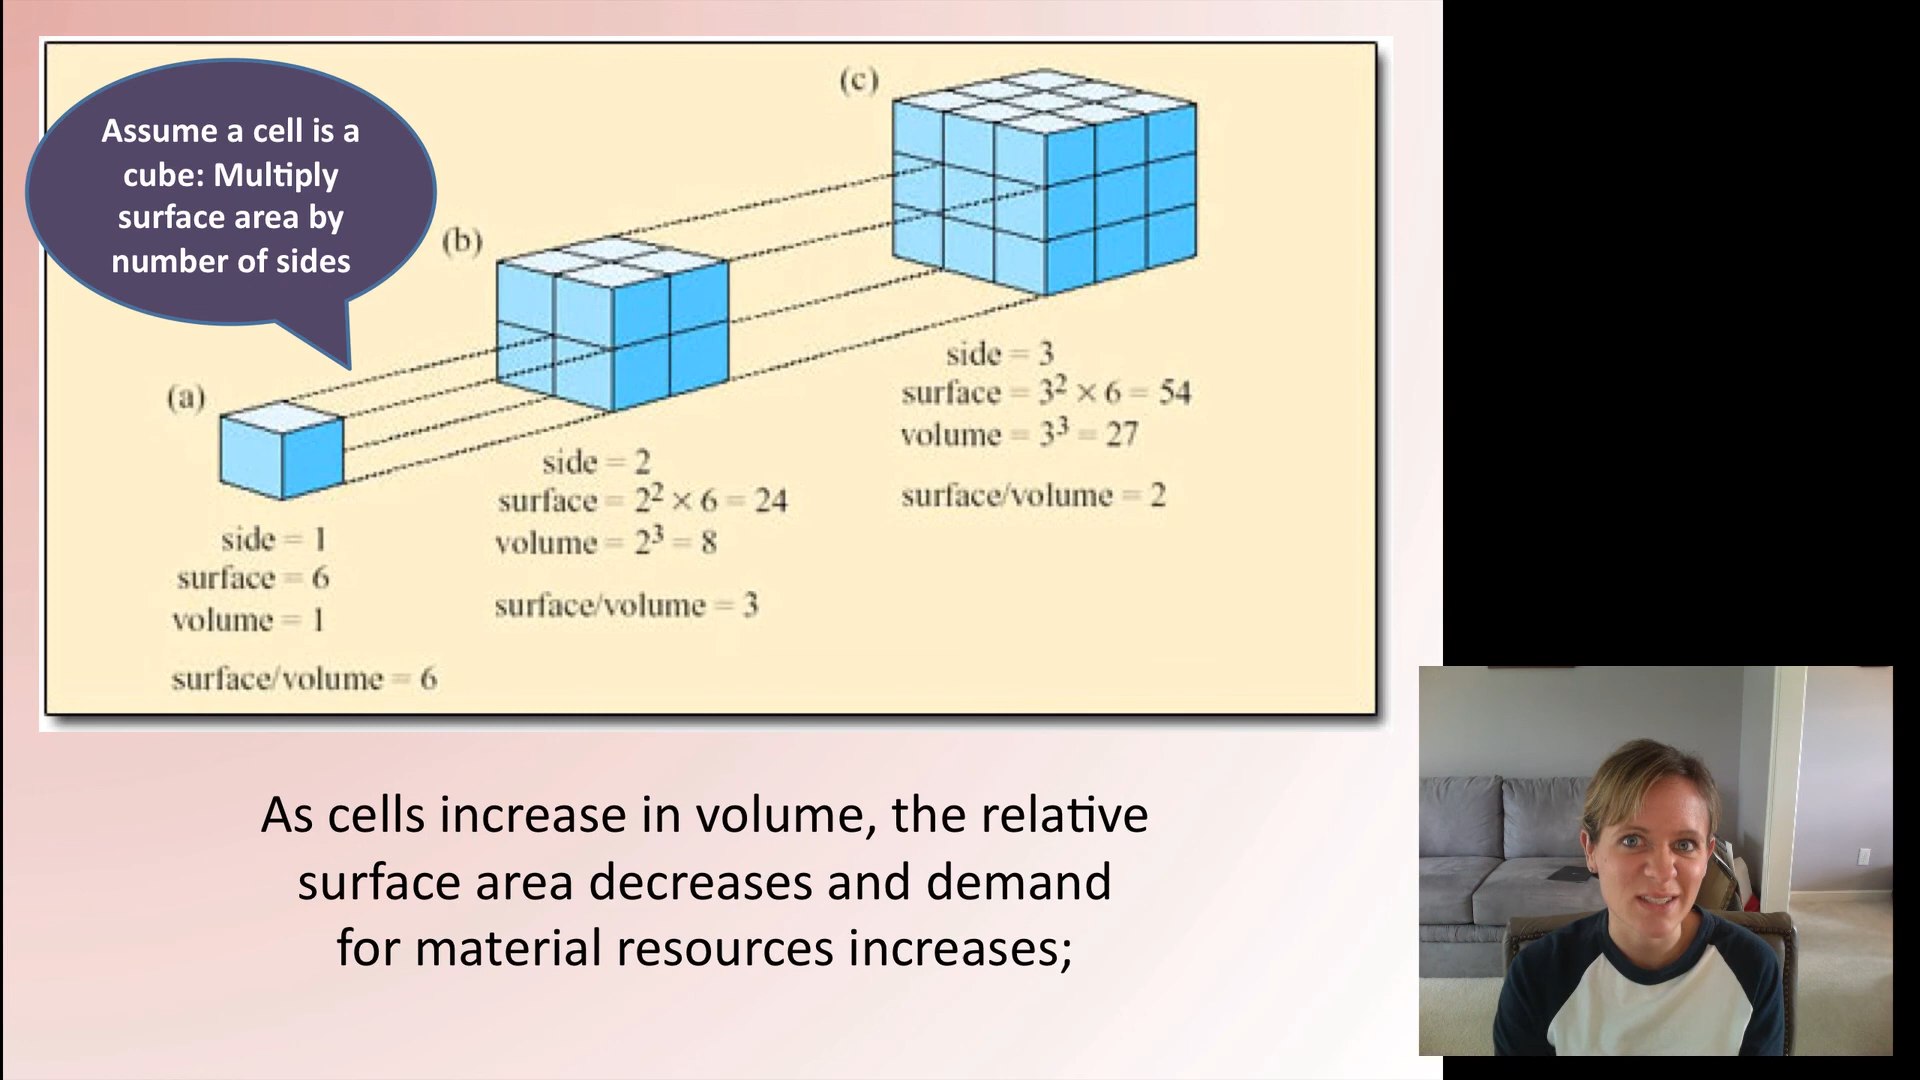 Assume a cell is a
cube: Multiply
surface area by
number of sides
(a)
side = 1
surface = 6
volume = 1
surface/volume = 6
(b)
side = 2
surface = 2² × 6 = 24
volume = 2³ = 8
surface/volume = 3
(c)
side = 3
surface = 3² × 6 = 54
volume = 3³ = 27
surface/volume = 2
As cells increase in volume, the relative
surface area decreases and demand
for material resources increases;